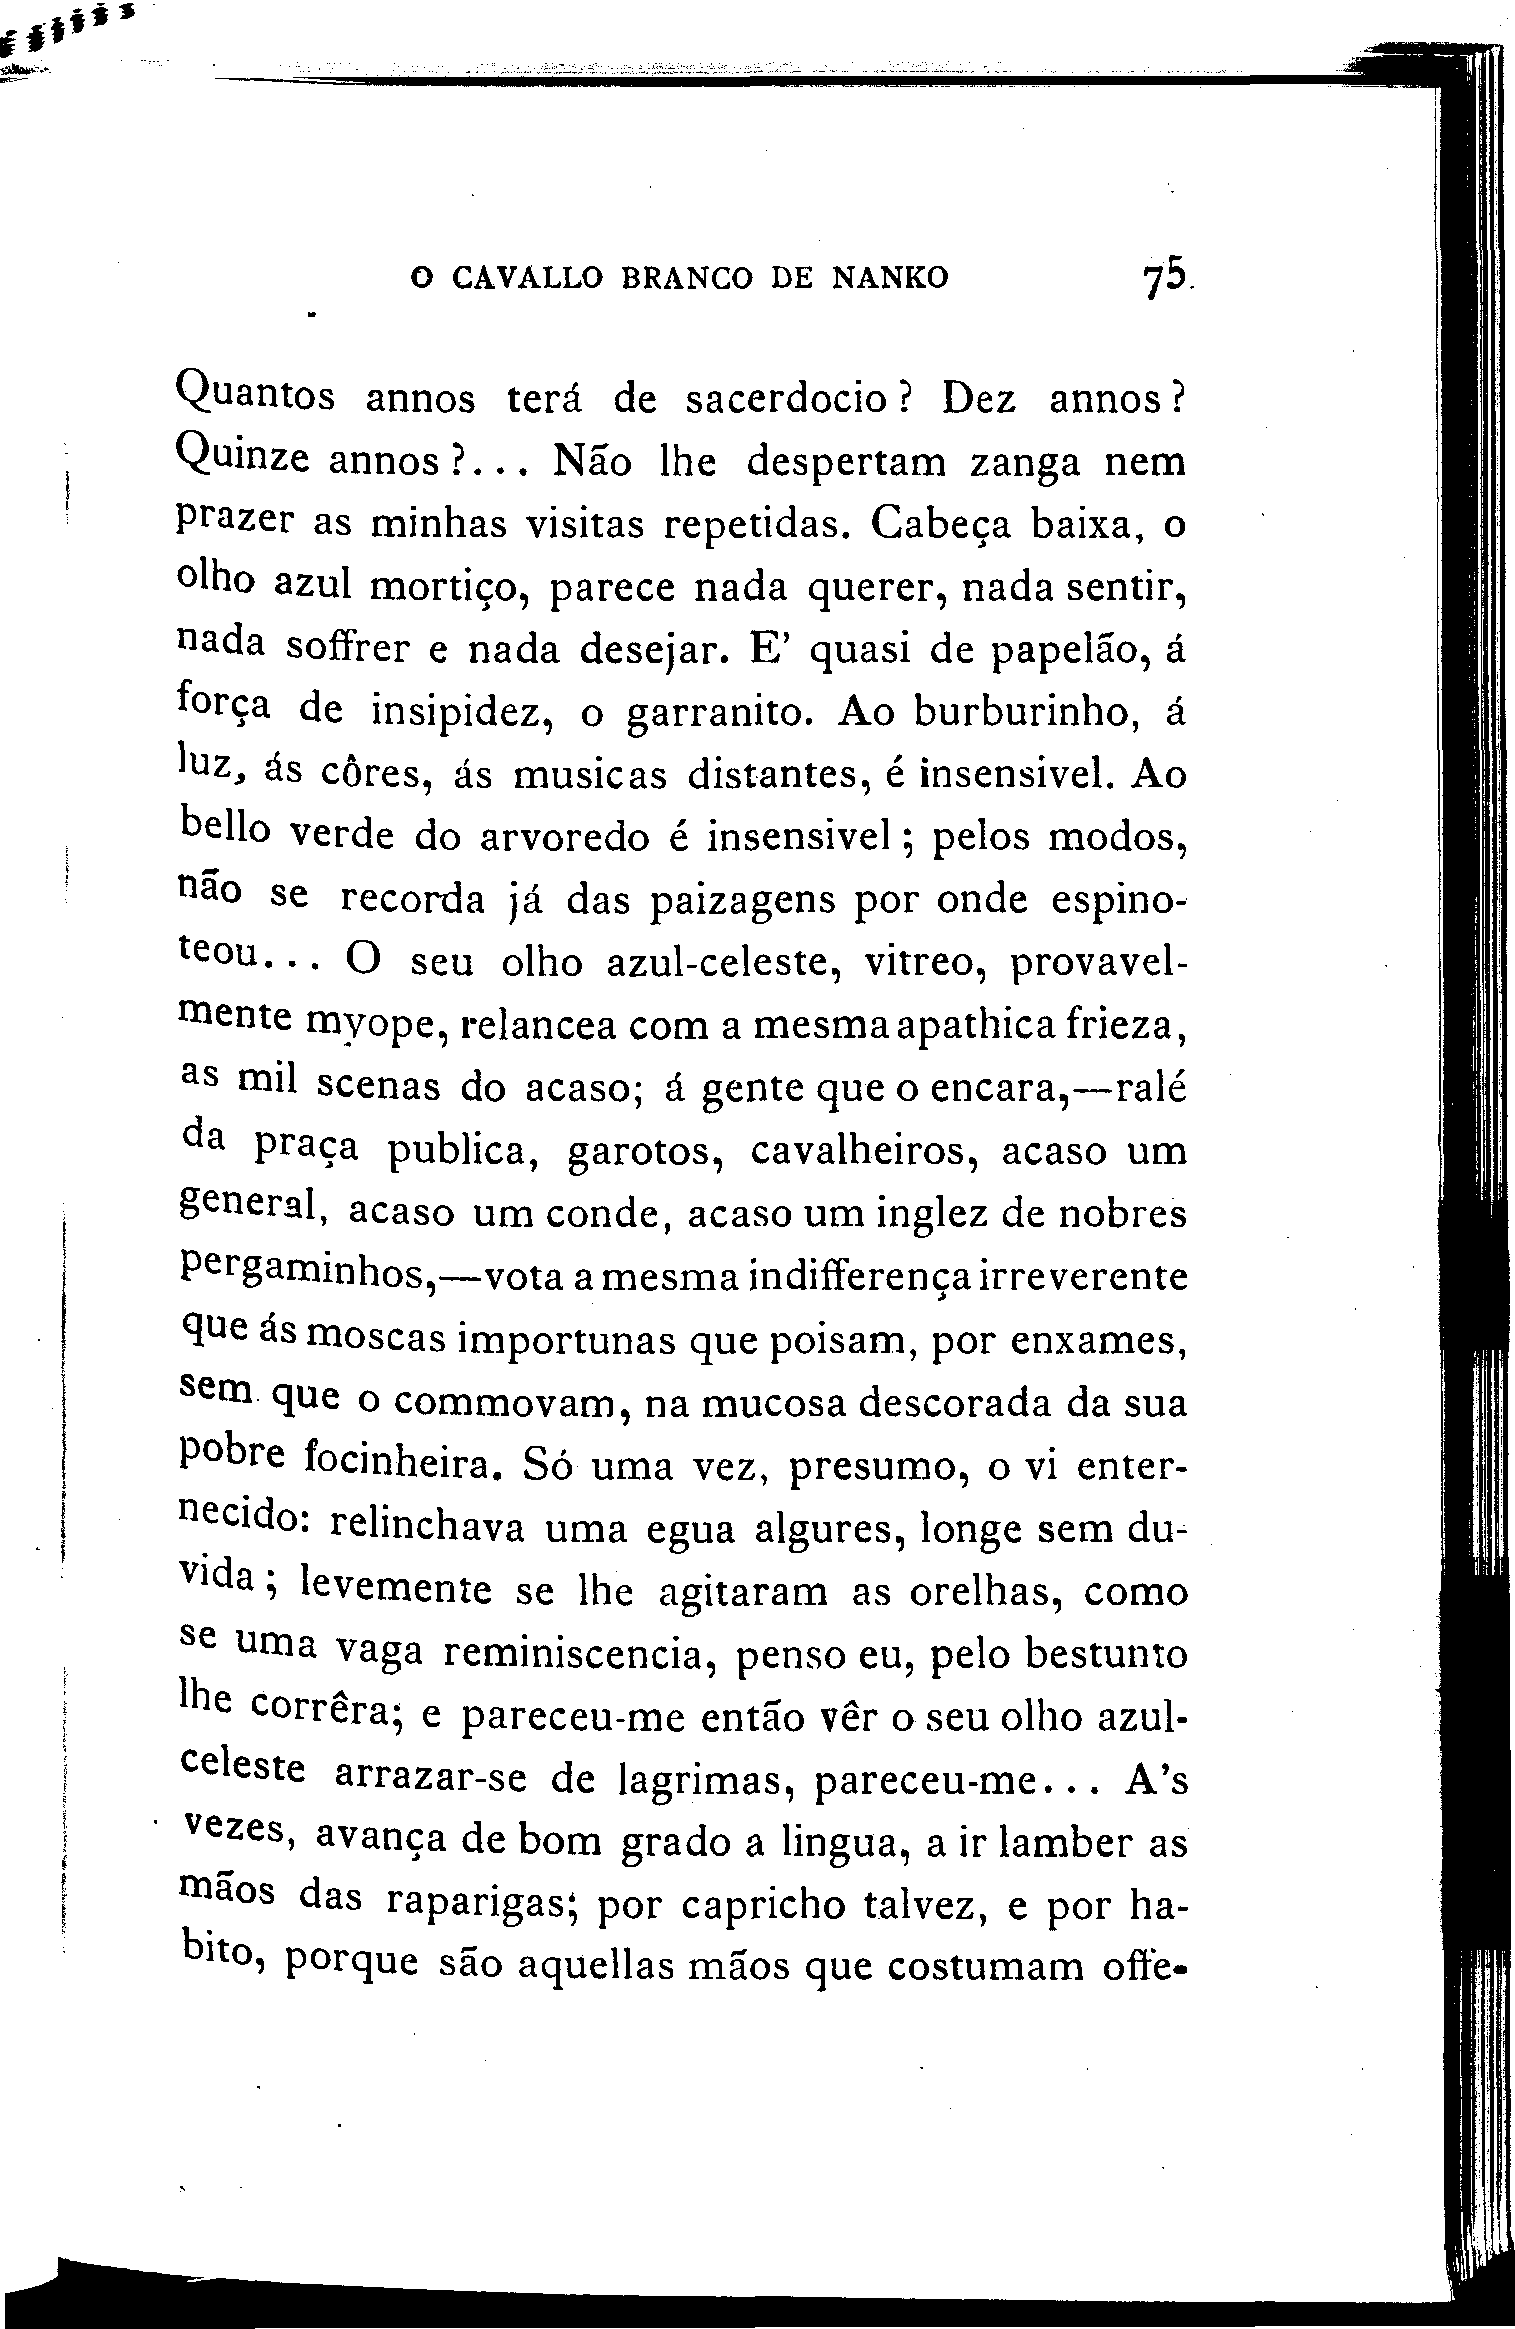 O CAVALLO BRANCO DE NANKO 75
Quantos annos terá de sacerdocio? Dez annos?
Quinze annos?... Não lhe despertam zanga nem
prazer as minhas visitas repetidas. Cabeça baixa, o
olho azul mortiço, parece nada querer, nada sentir,
nada soffrer e nada desejar. E' quasi de papelão, á
força de insipidez, o garranito. Ao burburinho, á
luz, ás côres, ás musicas distantes, é insensivel. Ao
bello verde do arvoredo é insensivel; pelos modos,
não se recorda já das paizagens por onde espino-
teou... O seu olho azul-celeste, vitreo, provavel-
mente myope, relancea com a mesma apathica frieza,
as mil scenas do acaso; á gente que o encara,—ralé
da praça publica, garotos, cavalheiros, acaso um
general, acaso um conde, acaso um inglez de nobres
pergaminhos,—vota a mesma indifferença irreverente
que ás moscas importunas que poisam, por enxames,
sem que o commovam, na mucosa descorada da sua
pobre focinheira. Só uma vez, presumo, o vi enter-
necido: relinchava uma egua algures, longe sem du-
vida; levemente se lhe agitaram as orelhas, como
se uma vaga reminiscencia, penso eu, pelo bestunto
lhe corrêra; e pareceu-me então vêr o seu olho azul-
celeste arrazar-se de lagrimas, pareceu-me... A's
vezes, avança de bom grado a lingua, a ir lamber as
mãos das raparigas; por capricho talvez, e por ha-
bito, porque são aquellas mãos que costumam offe-